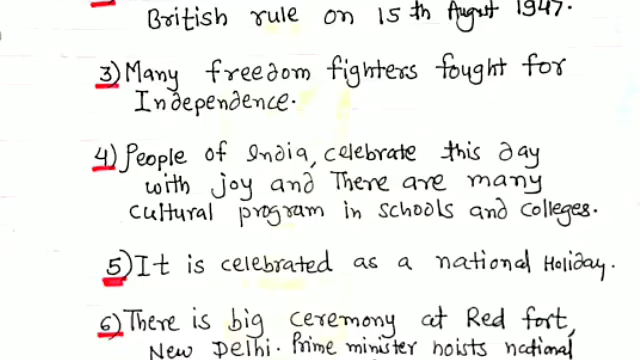 British rule on 15 th August 1947.
3) Many freedom fighters fought for
Independence.
4) People of India, celebrate this day
with joy and There are many
cultural program in schools and colleges.
5) It is celebrated as a national Holiday.
6) There is big ceremony at Red fort,
New Delhi. Prime minister hoists national